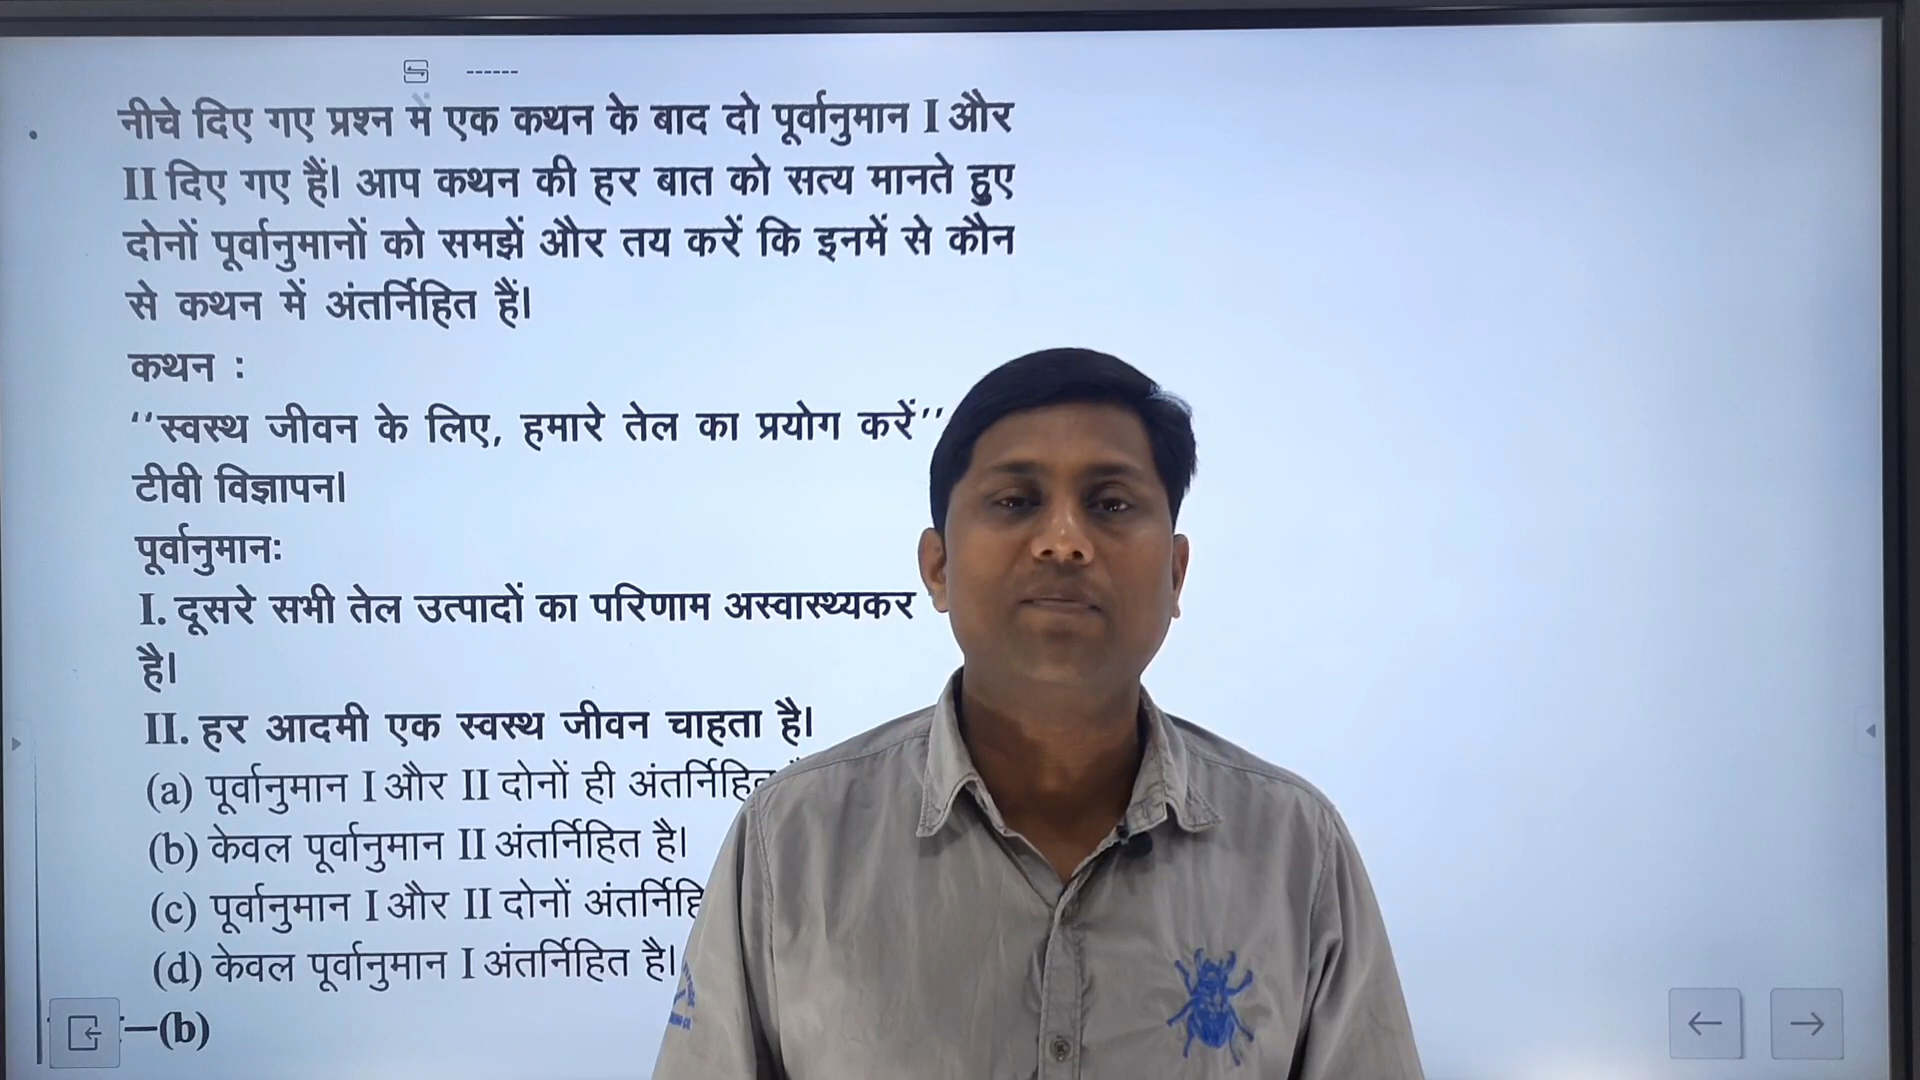 नीचे दिए गए प्रश्न में एक कथन के बाद दो पूर्वानुमान I और
II दिए गए हैं। आप कथन की हर बात को सत्य मानते हुए
दोनों पूर्वानुमानों को समझें और तय करें कि इनमें से कौन
से कथन में अंतर्निहित हैं।
कथन :
‘‘स्वस्थ जीवन के लिए, हमारे तेल का प्रयोग करें’’
टीवी विज्ञापन।
पूर्वानुमानः
I. दूसरे सभी तेल उत्पादों का परिणाम अस्वास्थ्यकर
है।
II. हर आदमी एक स्वस्थ जीवन चाहता है।
(a) पूर्वानुमान I और II दोनों ही
(b) केवल पूर्वानुमान II अंतर्निहित है।
(c) पूर्वानुमान I और II दोनों
(d) केवल पूर्वानुमान I अंतर्निहित है।
–(b)